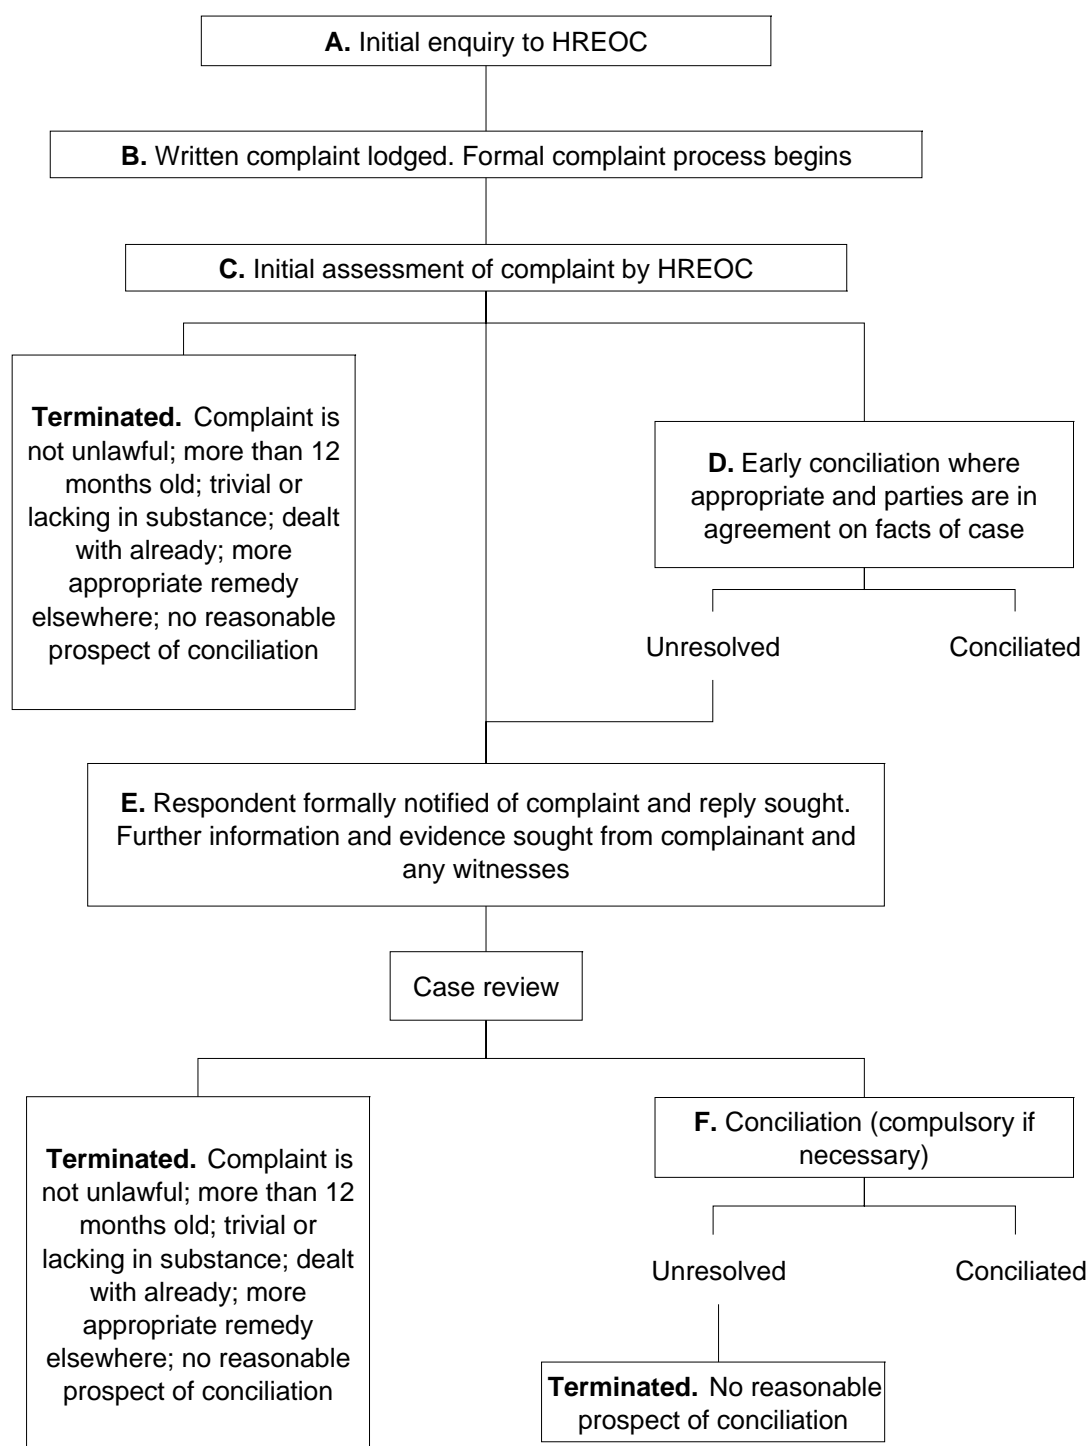 A. Initial enquiry to HREOC
B. Written complaint lodged. Formal complaint process begins
C. Initial assessment of complaint by HREOC
Terminated. Complaint is
not unlawful; more than 12
months old; trivial or
lacking in substance; dealt
with already; more
appropriate remedy
elsewhere; no reasonable
prospect of conciliation
D. Early conciliation where
appropriate and parties are in
agreement on facts of case
Unresolved
Conciliated
E. Respondent formally notified of complaint and reply sought.
Further information and evidence sought from complainant and
any witnesses
Case review
Terminated. Complaint is
not unlawful; more than 12
months old; trivial or
lacking in substance; dealt
with already; more
appropriate remedy
elsewhere; no reasonable
prospect of conciliation
F. Conciliation (compulsory if
necessary)
Unresolved
Conciliated
Terminated. No reasonable
prospect of conciliation